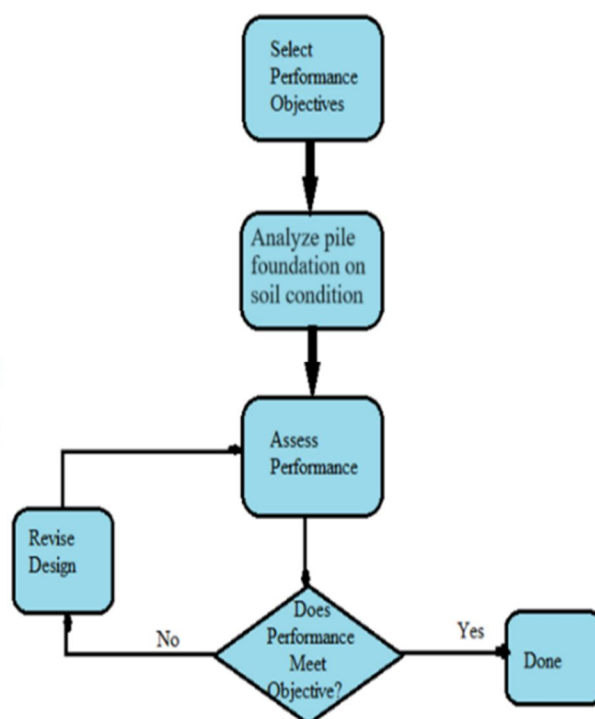 Select
Performance
Objectives
Analyze pile
foundation on
soil condition
Assess
Performance
Revise
Design
Does
Performance
Meet
Objective?
No
Yes
Done